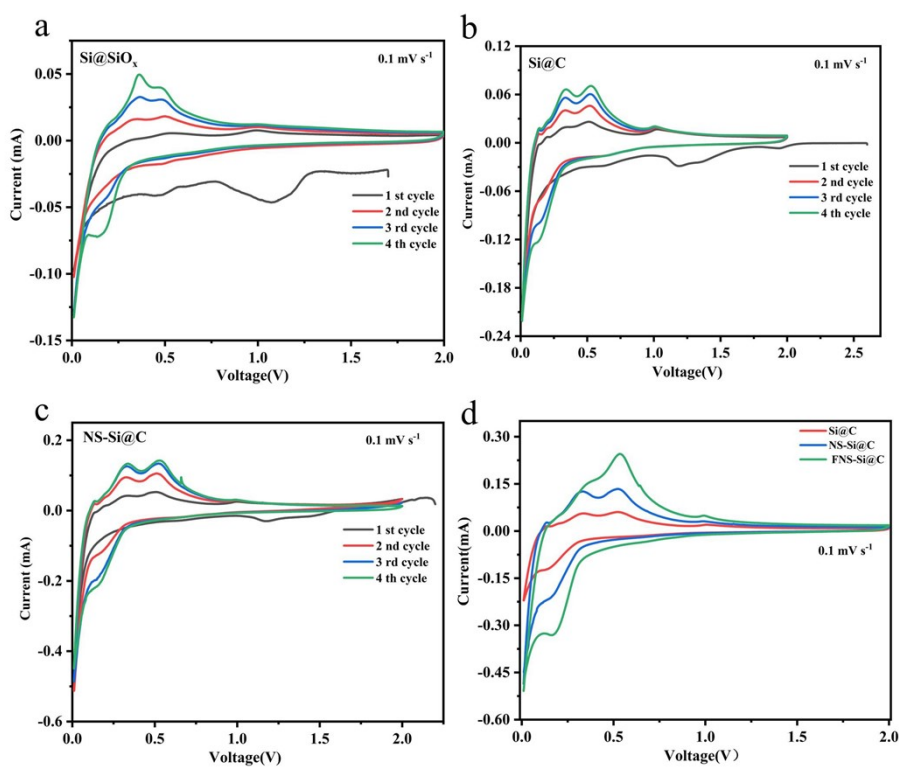 a
Si@SiOx
0.1 mV s-1
0.05
0.00
-0.05
-0.10
-0.15
Current (mA)
1 st cycle
2 nd cycle
3 rd cycle
4 th cycle
0.0 0.5 1.0 1.5 2.0
Voltage(V)
b
Si@C
0.1 mV s-1
0.12
0.06
0.00
-0.06
-0.12
-0.18
-0.24
Current (mA)
1 st cycle
2 nd cycle
3 rd cycle
4 th cycle
0.0 0.5 1.0 1.5 2.0 2.5
Voltage(V)
c
NS-Si@C
0.1 mV s-1
0.2
0.0
-0.2
-0.4
-0.6
Current (mA)
1 st cycle
2 nd cycle
3 rd cycle
4 th cycle
0.0 0.5 1.0 1.5 2.0
Voltage(V)
d
Si@C
NS-Si@C
FNS-Si@C
0.30
0.15
0.00
-0.15
-0.30
-0.45
-0.60
Current(mA)
0.1 mV s-1
0.0 0.5 1.0 1.5 2.0
Voltage(V）